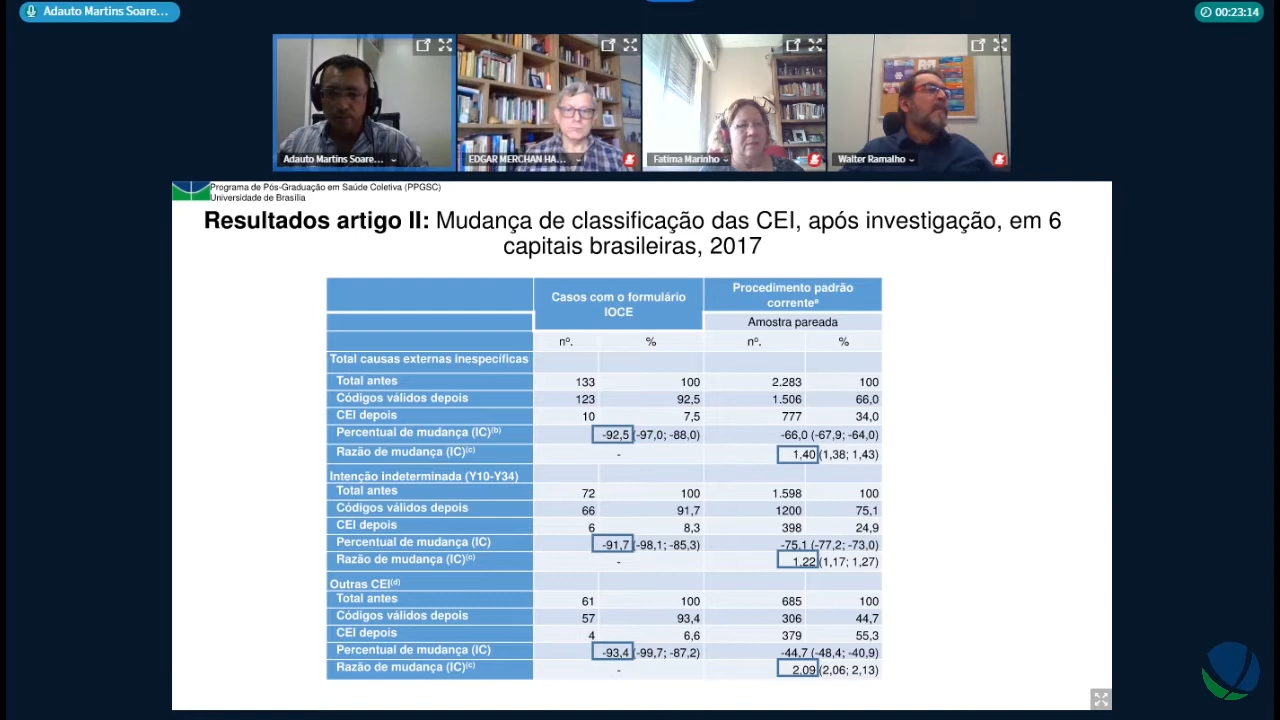 Adauto Martins Soare...
00:23:14
Adauto Martins Soare...
EDGAR MERCHAN HA...
Fatima Marinho
Walter Ramalho
Programa de Pós-Graduação em Saúde Coletiva (PPGSC)
Universidade de Brasília
Resultados artigo II: Mudança de classificação das CEI, após investigação, em 6
capitais brasileiras, 2017
Casos com o formulário
IOCE
Procedimento padrão
correnteª
Amostra pareada
nº. % nº. %
Total causas externas inespecíficas
Total antes 133 100 2.283 100
Códigos válidos depois 123 92,5 1.506 66,0
CEI depois 10 7,5 777 34,0
Percentual de mudança (IC)(b) -92,5 (-97,0; -88,0) -66,0 (-67,9; -64,0)
Razão de mudança (IC)(c) - 1,40 (1,38; 1,43)
Intenção indeterminada (Y10-Y34)
Total antes 72 100 1.598 100
Códigos válidos depois 66 91,7 1200 75,1
CEI depois 6 8,3 398 24,9
Percentual de mudança (IC) -91,7 (-98,1; -85,3) -75,1 (-77,2; -73,0)
Razão de mudança (IC)(c) - 1,22 (1,17; 1,27)
Outras CEI(d)
Total antes 61 100 685 100
Códigos válidos depois 57 93,4 306 44,7
CEI depois 4 6,6 379 55,3
Percentual de mudança (IC) -93,4 (-99,7; -87,2) -44,7 (-48,4; -40,9)
Razão de mudança (IC)(c) - 2,09 (2,06; 2,13)